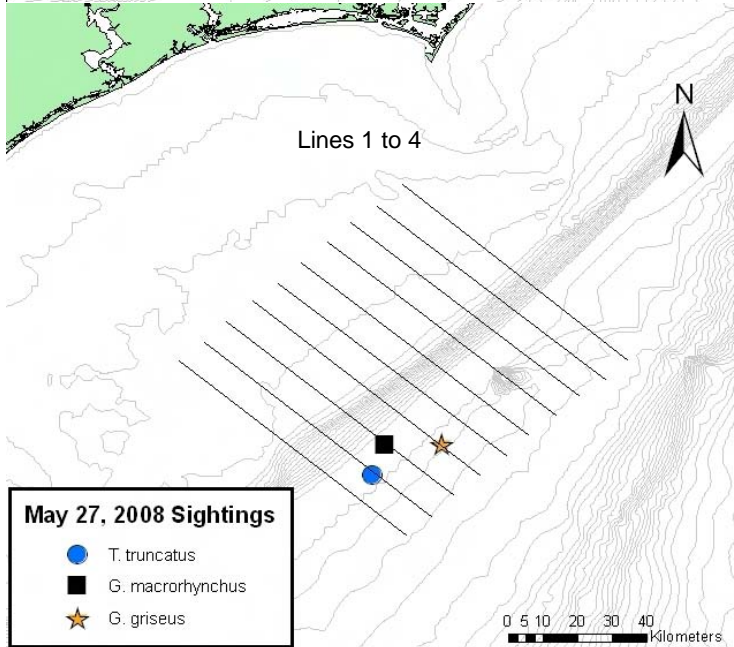 Lines 1 to 4
N
May 27, 2008 Sightings
T. truncatus
G. macrorhynchus
G. griseus
0 5 10 20 30 40
Kilometers